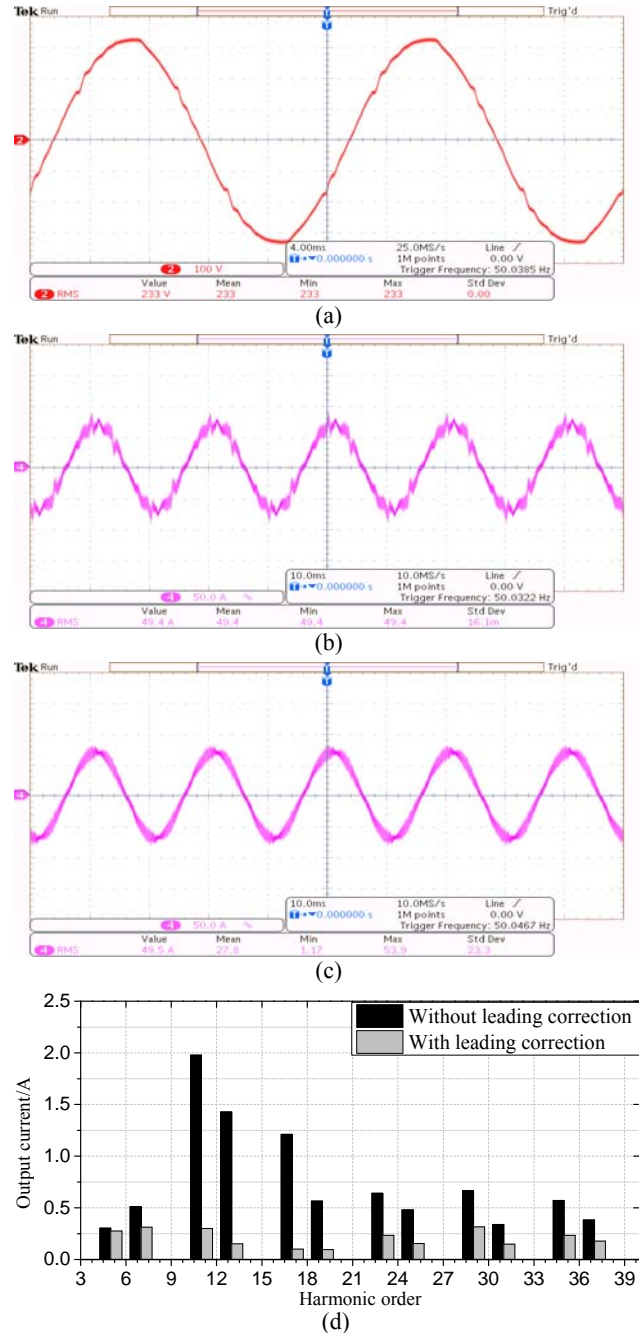 Tek Run Trig'd
T
T
2
4.00ms 25.0MS/s Line
T 0.000000 s 1M points 0.00 V
2 100 V Trigger Frequency: 50.0385 Hz
Value Mean Min Max Std Dev
2 RMS 233 V 233 233 233 0.00
(a)
Tek Run Trig'd
T
T
4
10.0ms 10.0MS/s Line
T 0.000000 s 1M points 0.00 V
4 50.0 A Trigger Frequency: 50.0322 Hz
Value Mean Min Max Std Dev
4 RMS 49.4 A 49.4 49.4 49.4 16.1m
(b)
Tek Run Trig'd
T
T
4
10.0ms 10.0MS/s Line
T 0.000000 s 1M points 0.00 V
4 50.0 A Trigger Frequency: 50.0467 Hz
Value Mean Min Max Std Dev
4 RMS 49.5 A 27.8 1.17 53.9 23.3
(c)
2.5
Without leading correction
With leading correction
2.0
1.5
1.0
0.5
0.0
Output current/A
3 6 9 12 15 18 21 24 27 30 33 36 39
Harmonic order
(d)